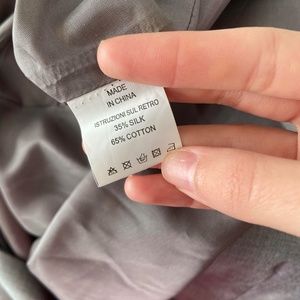 MADE
IN CHINA
ISTRUZIONI SUL RETRO
35% SILK
65% COTTON